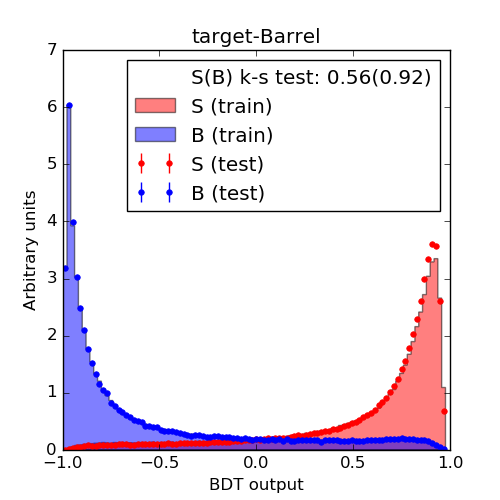 target-Barrel
S(B) k-s test: 0.56(0.92)
S (train)
B (train)
S (test)
B (test)
Arbitrary units
7
6
5
4
3
2
1
0
−1.0 −0.5 0.0 0.5 1.0
BDT output